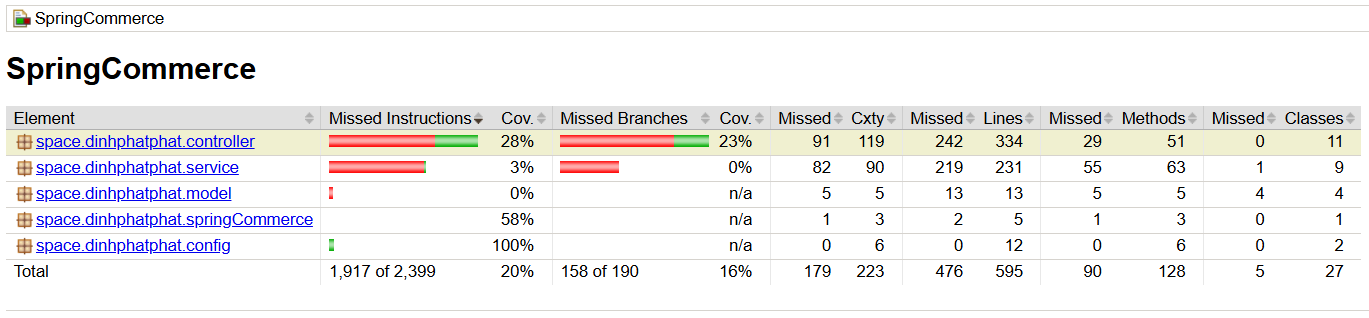 SpringCommerce
SpringCommerce
Element Missed Instructions Cov. Missed Branches Cov. Missed Cxty Missed Lines Missed Methods Missed Classes
space.dinhphatphat.controller 28% 23% 91 119 242 334 29 51 0 11
space.dinhphatphat.service 3% 0% 82 90 219 231 55 63 1 9
space.dinhphatphat.model 0% n/a 5 5 13 13 5 5 4 4
space.dinhphatphat.springCommerce 58% n/a 1 3 2 5 1 3 0 1
space.dinhphatphat.config 100% n/a 0 6 0 12 0 6 0 2
Total 1,917 of 2,399 20% 158 of 190 16% 179 223 476 595 90 128 5 27